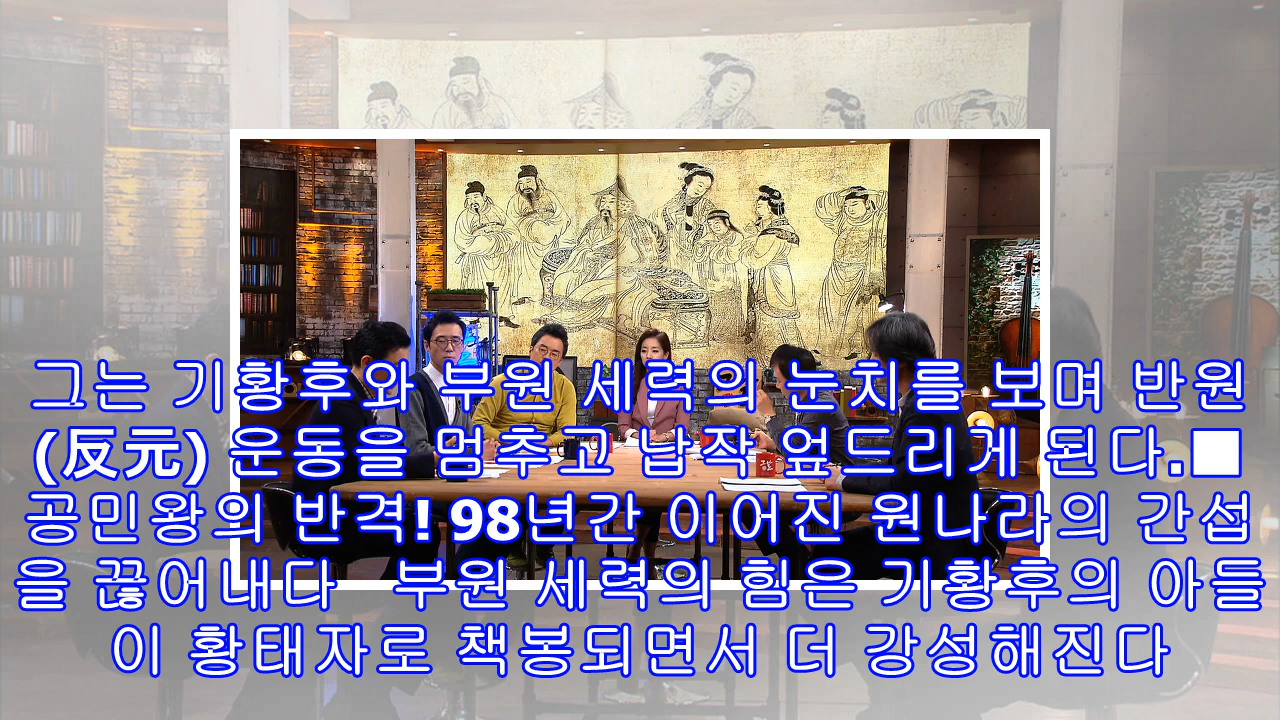 그는 기황후와 부원 세력의 눈치를 보며 반원
(反元) 운동을 멈추고 납작 엎드리게 된다.■
공민왕의 반격! 98년간 이어진 원나라의 간섭
을 끊어내다 부원 세력의 힘은 기황후의 아들
이 황태자로 책봉되면서 더 강성해진다